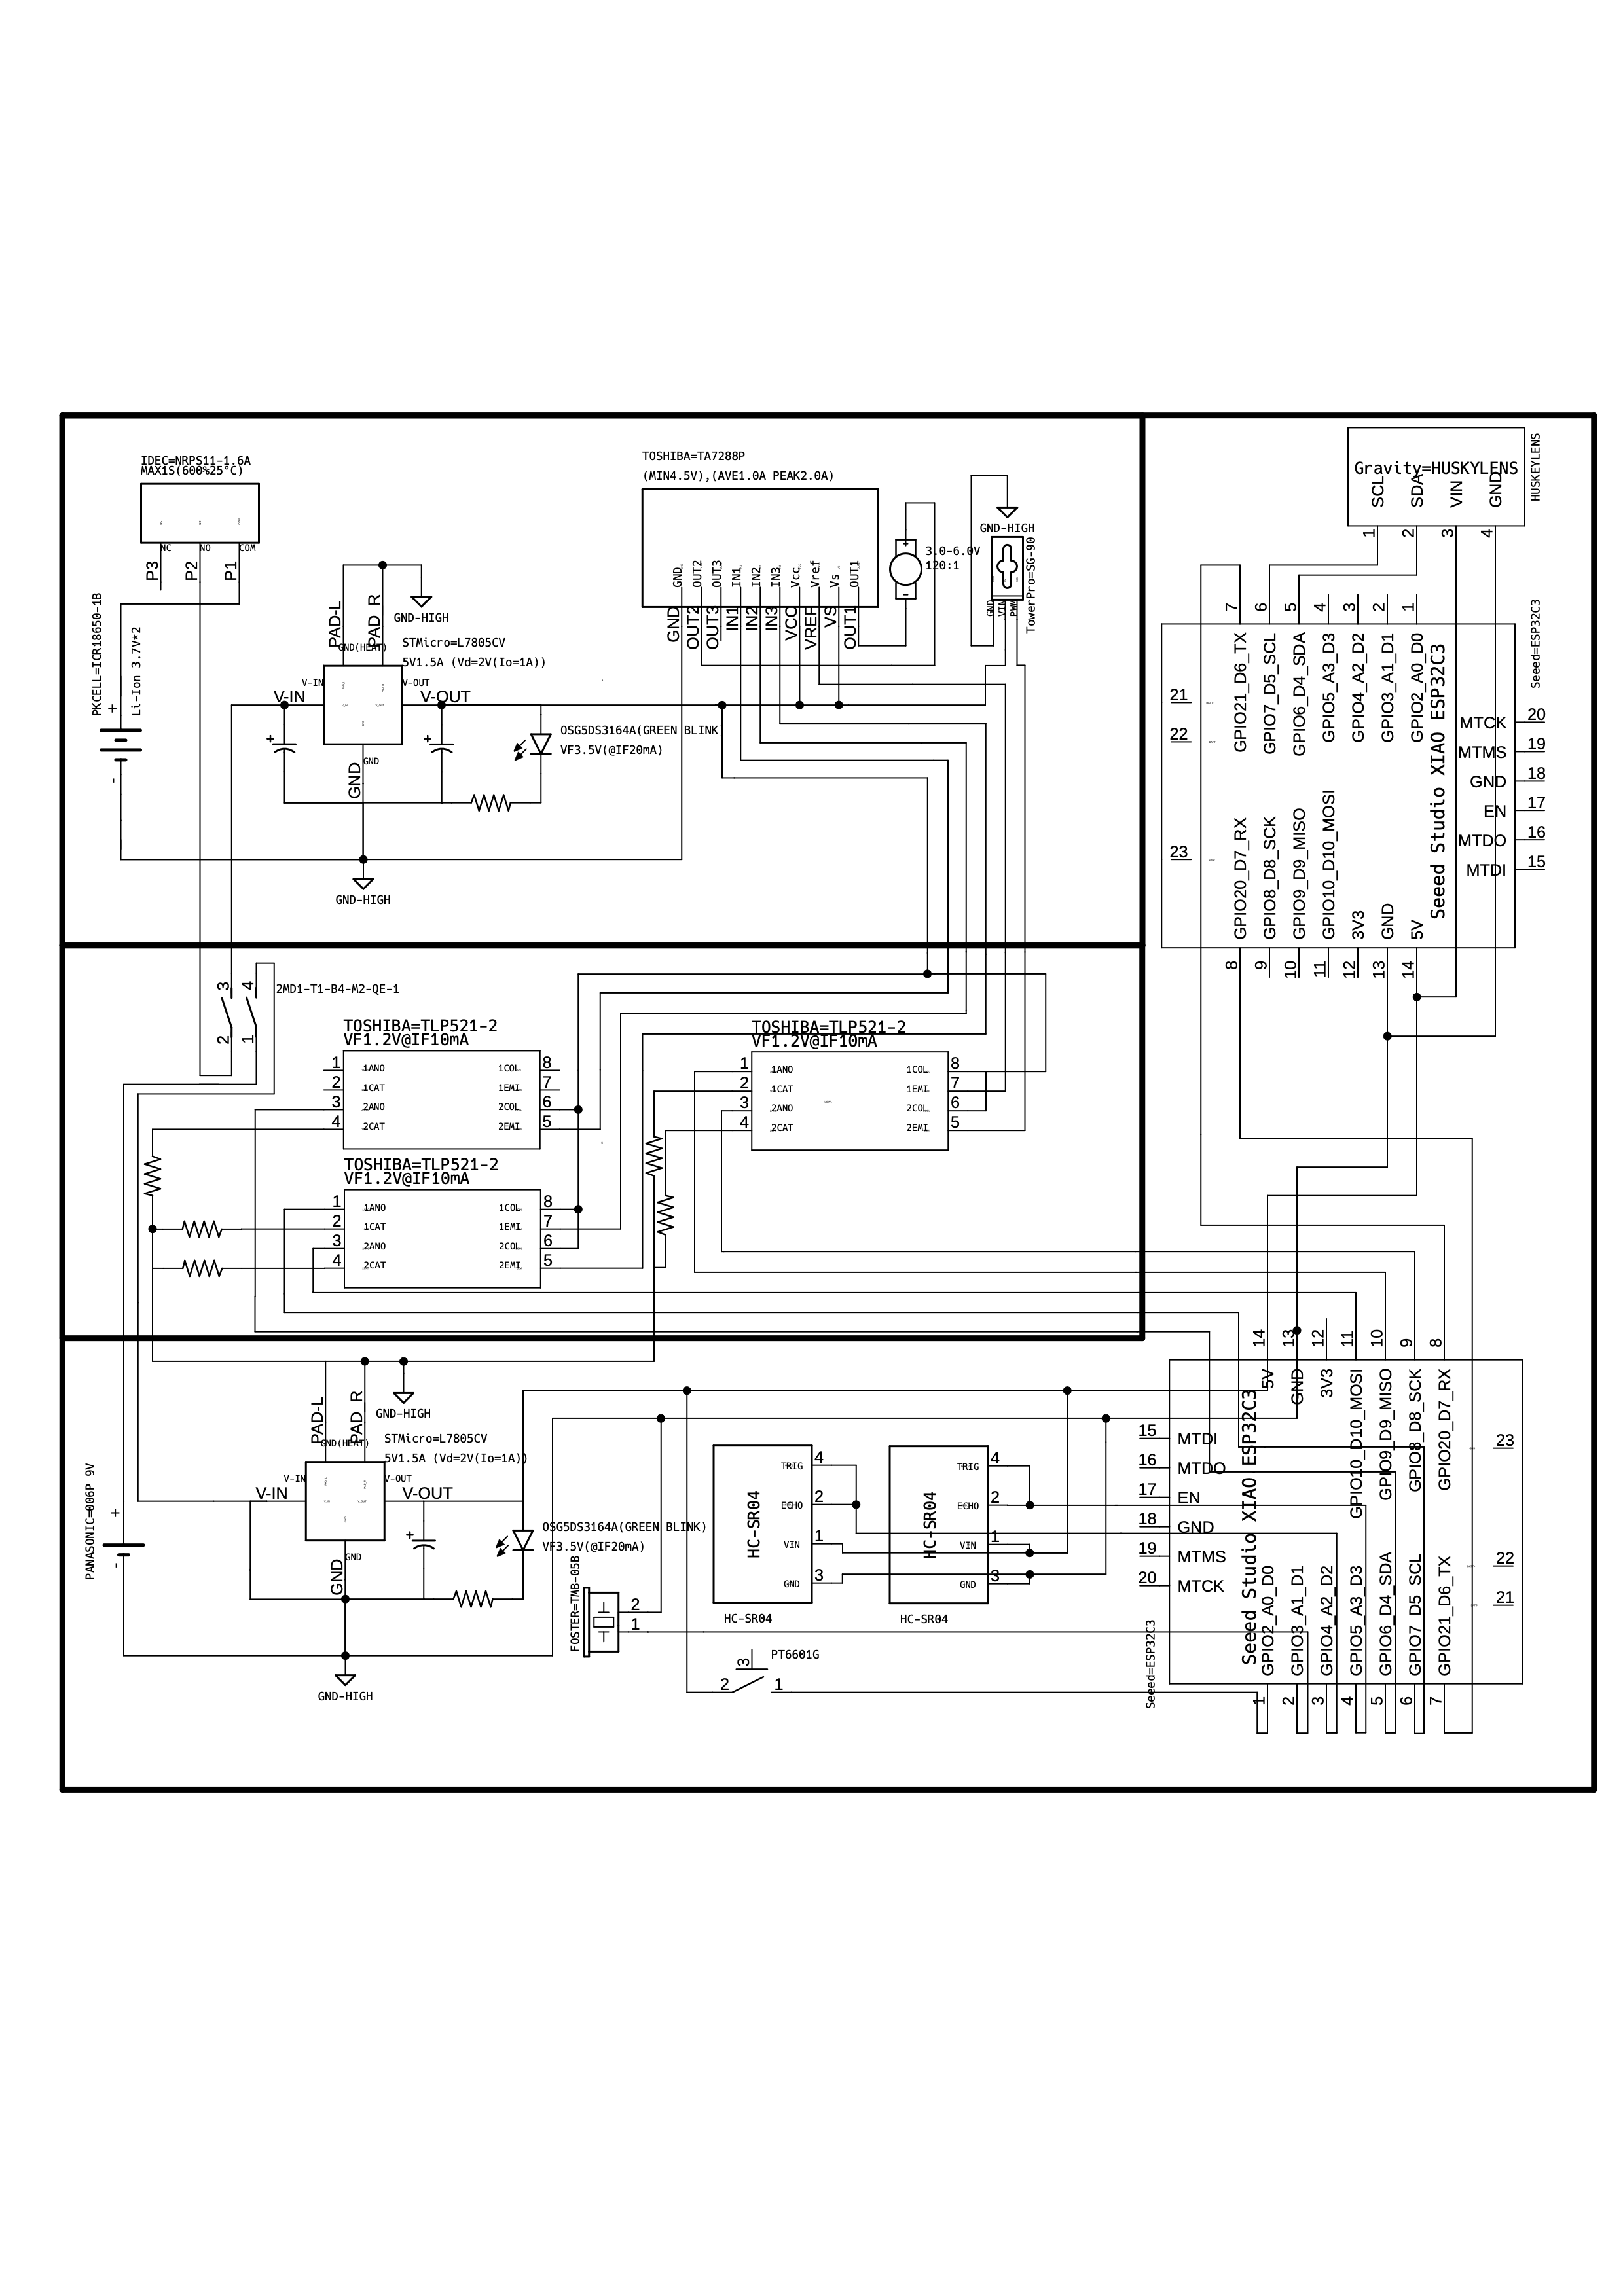 IDEC=NRPS11-1.6A
MAX1S(600%25°C)
NC
NO
COM
P3
P2
P1
PKCELL=ICR18650-1B
Li-Ion 3.7V*2
+
-
PAD-L
PAD_R
GND-HIGH
GND(HEAT)
STMicro=L7805CV
5V1.5A (Vd=2V(Io=1A))
V-IN
V-OUT
V-IN
V-OUT
+
+
GND
GND
OSG5DS3164A(GREEN BLINK)
VF3.5V(@IF20mA)
GND-HIGH
TOSHIBA=TA7288P
(MIN4.5V),(AVE1.0A PEAK2.0A)
GND
OUT2
OUT3
IN1
IN2
IN3
Vcc
Vref
Vs
OUT1
GND
OUT2
OUT3
IN1
IN2
IN3
VCC
VREF
VS
OUT1
+
-
3.0-6.0V
120:1
GND-HIGH
GND
VIN
PWM
TowerPro=SG-90
Gravity=HUSKYLENS
SCL
SDA
VIN
GND
1
2
3
4
HUSKEYLENS
7
6
5
4
3
2
1
GPIO21_D6_TX
GPIO7_D5_SCL
GPIO6_D4_SDA
GPIO5_A3_D3
GPIO4_A2_D2
GPIO3_A1_D1
GPIO2_A0_D0
Seeed Studio XIAO ESP32C3
Seeed=ESP32C3
21
22
23
MTCK
20
MTMS
19
GND
18
EN
17
MTDO
16
MTDI
15
GPIO20_D7_RX
GPIO8_D8_SCK
GPIO9_D9_MISO
GPIO10_D10_MOSI
3V3
GND
5V
8
9
10
11
12
13
14
3
4
2
1
2MD1-T1-B4-M2-QE-1
TOSHIBA=TLP521-2
VF1.2V@IF10mA
1
1ANO
1COL
8
2
1CAT
1EMI
7
3
2ANO
2COL
6
4
2CAT
2EMI
5
TOSHIBA=TLP521-2
VF1.2V@IF10mA
1
1ANO
1COL
8
2
1CAT
1EMI
7
3
2ANO
2COL
6
4
2CAT
2EMI
5
TOSHIBA=TLP521-2
VF1.2V@IF10mA
1
1ANO
1COL
8
2
1CAT
1EMI
7
3
2ANO
2COL
6
4
2CAT
2EMI
5
PANASONIC=006P 9V
+
-
PAD-L
PAD_R
GND-HIGH
GND(HEAT)
STMicro=L7805CV
5V1.5A (Vd=2V(Io=1A))
V-IN
V-OUT
V-IN
V-OUT
+
GND
GND
OSG5DS3164A(GREEN BLINK)
VF3.5V(@IF20mA)
GND-HIGH
FOSTER=TMB-05B
2
1
HC-SR04
TRIG
4
ECHO
2
VIN
1
GND
3
HC-SR04
HC-SR04
TRIG
4
ECHO
2
VIN
1
GND
3
HC-SR04
PT6601G
3
2
1
14
13
12
11
10
9
8
5V
GND
3V3
GPIO10_D10_MOSI
GPIO9_D9_MISO
GPIO8_D8_SCK
GPIO20_D7_RX
15
MTDI
16
MTDO
17
EN
18
GND
19
MTMS
20
MTCK
Seeed Studio XIAO ESP32C3
Seeed=ESP32C3
23
22
21
GPIO2_A0_D0
GPIO3_A1_D1
GPIO4_A2_D2
GPIO5_A3_D3
GPIO6_D4_SDA
GPIO7_D5_SCL
GPIO21_D6_TX
1
2
3
4
5
6
7